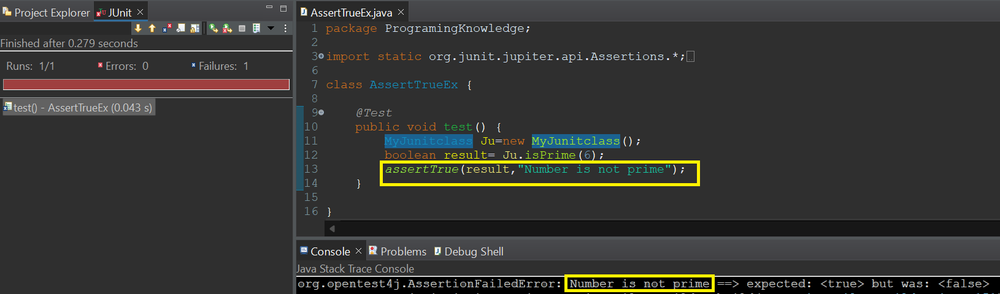 Project Explorer JUnit
Finished after 0.279 seconds
Runs: 1/1 Errors: 0 Failures: 1
test() - AssertTrueEx (0.043 s)
AssertTrueEx.java
1 package ProgramingKnowledge;
2
3 import static org.junit.jupiter.api.Assertions.*;
6
7 class AssertTrueEx {
8
9 @Test
10 public void test() {
11 MyJunitclass Ju=new MyJunitclass();
12 boolean result= Ju.isPrime(6);
13 assertTrue(result,"Number is not prime");
14 }
15
16 }
Console Problems Debug Shell
Java Stack Trace Console
org.opentest4j.AssertionFailedError: Number is not prime ==> expected: <true> but was: <false>